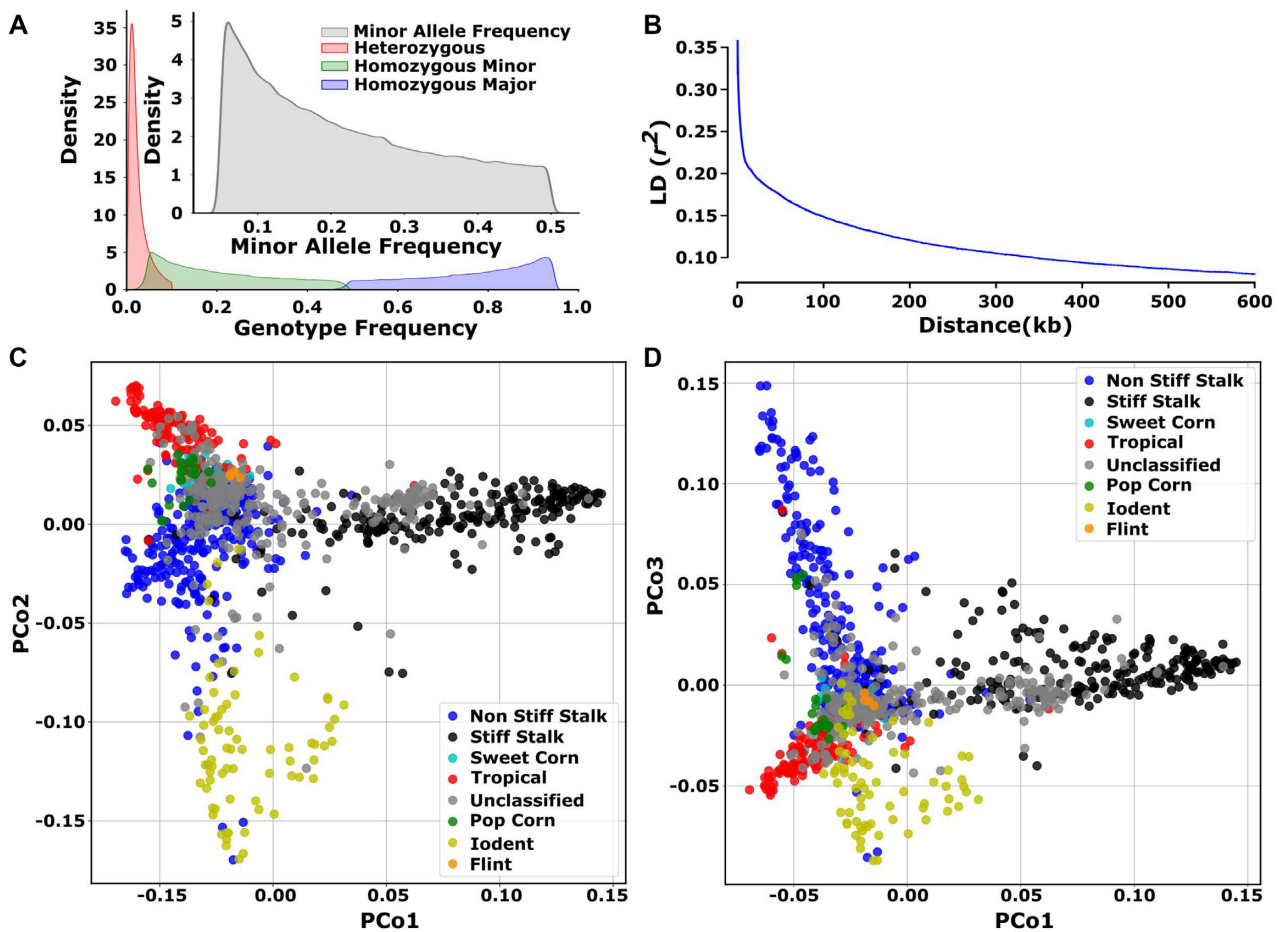 A
Density
35
30
25
20
15
10
5
0
0.0
0.2
0.4
0.6
0.8
1.0
Genotype Frequency
Density
5
4
3
2
1
0
0.1
0.2
0.3
0.4
0.5
Minor Allele Frequency
Minor Allele Frequency
Heterozygous
Homozygous Minor
Homozygous Major
B
LD (r²)
0.35
0.30
0.25
0.20
0.15
0.10
0
100
200
300
400
500
600
Distance(kb)
C
PCo2
0.05
0.00
-0.05
-0.10
-0.15
-0.15
0.00
0.05
0.10
0.15
PCo1
Non Stiff Stalk
Stiff Stalk
Sweet Corn
Tropical
Unclassified
Pop Corn
Iodent
Flint
D
PCo3
0.15
0.10
0.05
0.00
-0.05
-0.05
0.00
0.05
0.10
0.15
PCo1
Non Stiff Stalk
Stiff Stalk
Sweet Corn
Tropical
Unclassified
Pop Corn
Iodent
Flint